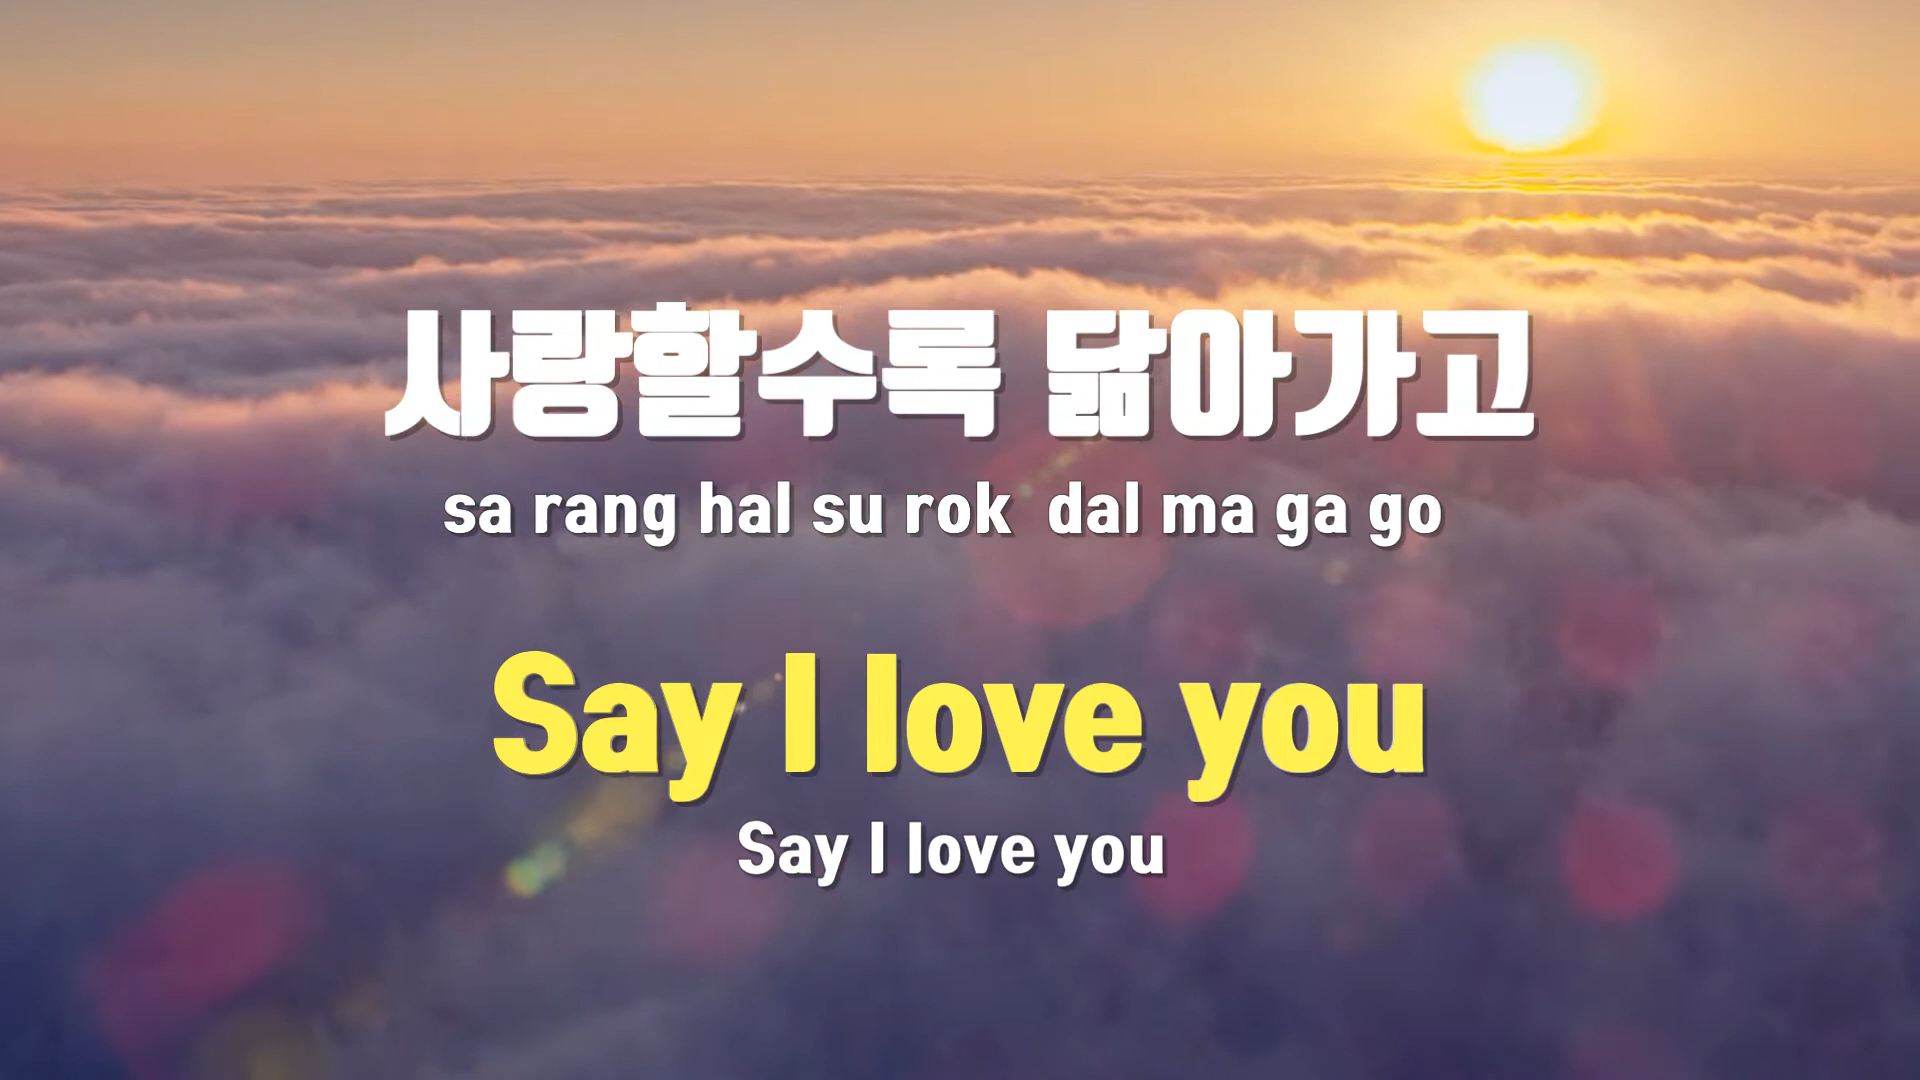 사랑할수록 닮아가고
sa rang hal su rok dal ma ga go
Say I love you
Say I love you